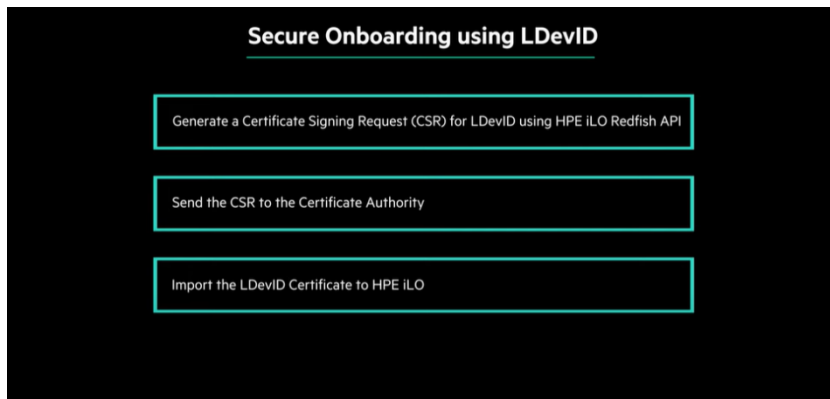 Secure Onboarding using LDevID
Generate a Certificate Signing Request (CSR) for LDevID using HPE iLO Redfish API
Send the CSR to the Certificate Authority
Import the LDevID Certificate to HPE iLO